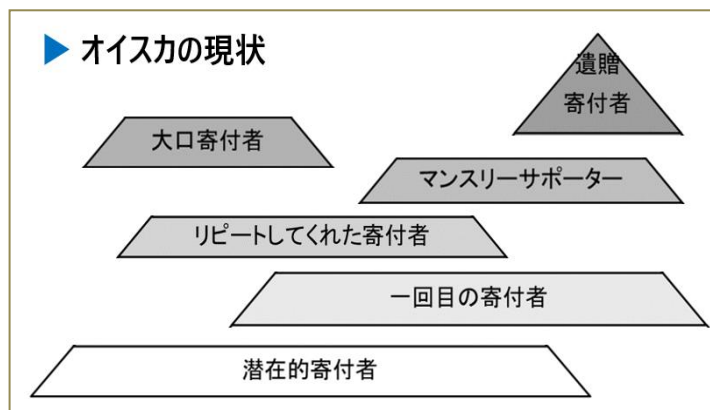 ▶ オイスカの現状
遺贈
寄付者
大口寄付者
マンスリーサポーター
リピートしてくれた寄付者
一回目の寄付者
潜在的寄付者